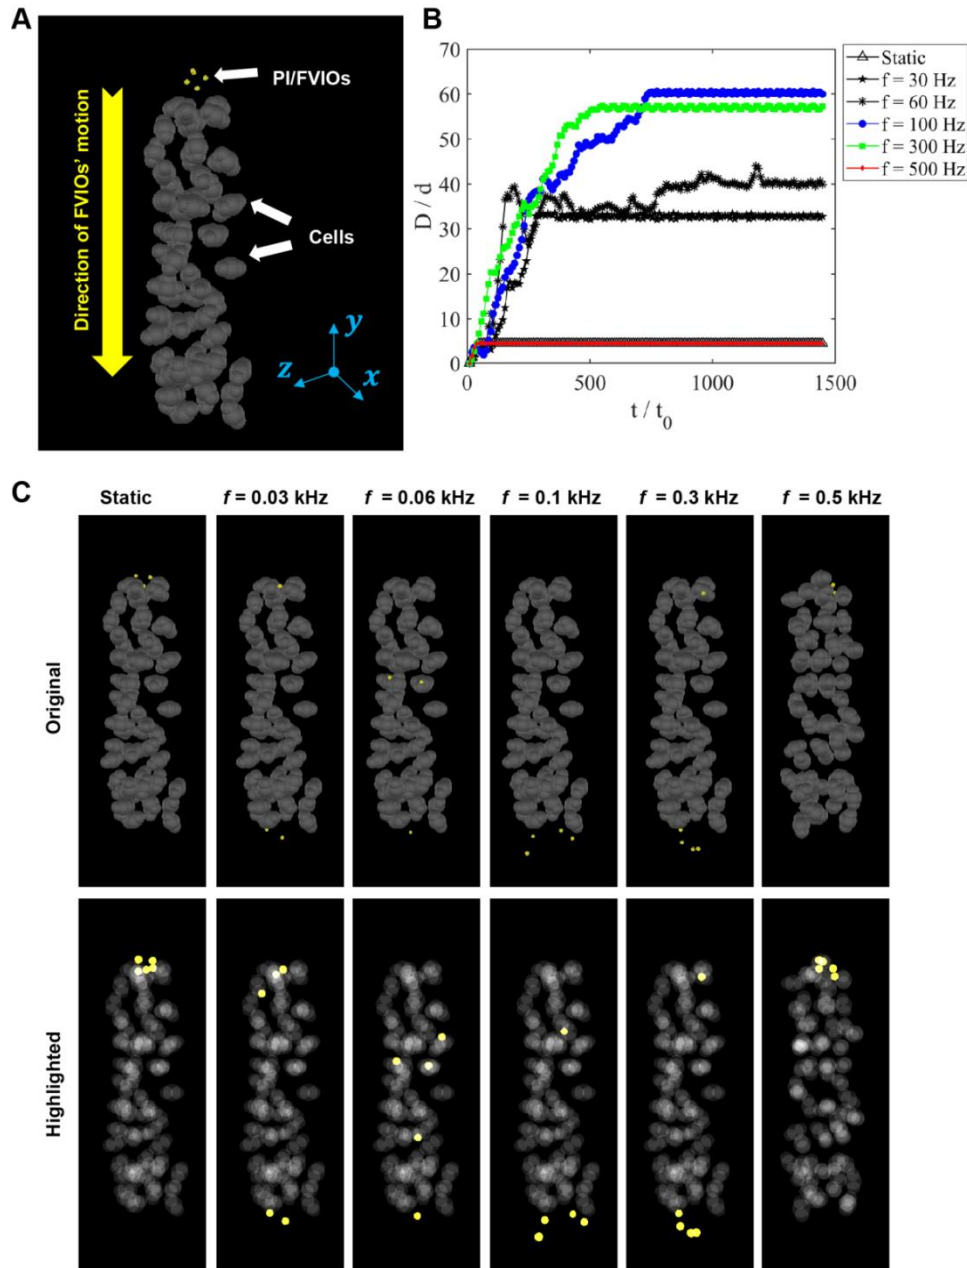 A
PI/FVIOs
Direction of FVIOs' motion
Cells
y
z
x
B
70
60
50
40
30
20
10
0
D / d
0
500
1000
1500
t / t0
Static
f = 30 Hz
f = 60 Hz
f = 100 Hz
f = 300 Hz
f = 500 Hz
C
Static
f = 0.03 kHz
f = 0.06 kHz
f = 0.1 kHz
f = 0.3 kHz
f = 0.5 kHz
Original
Highlighted